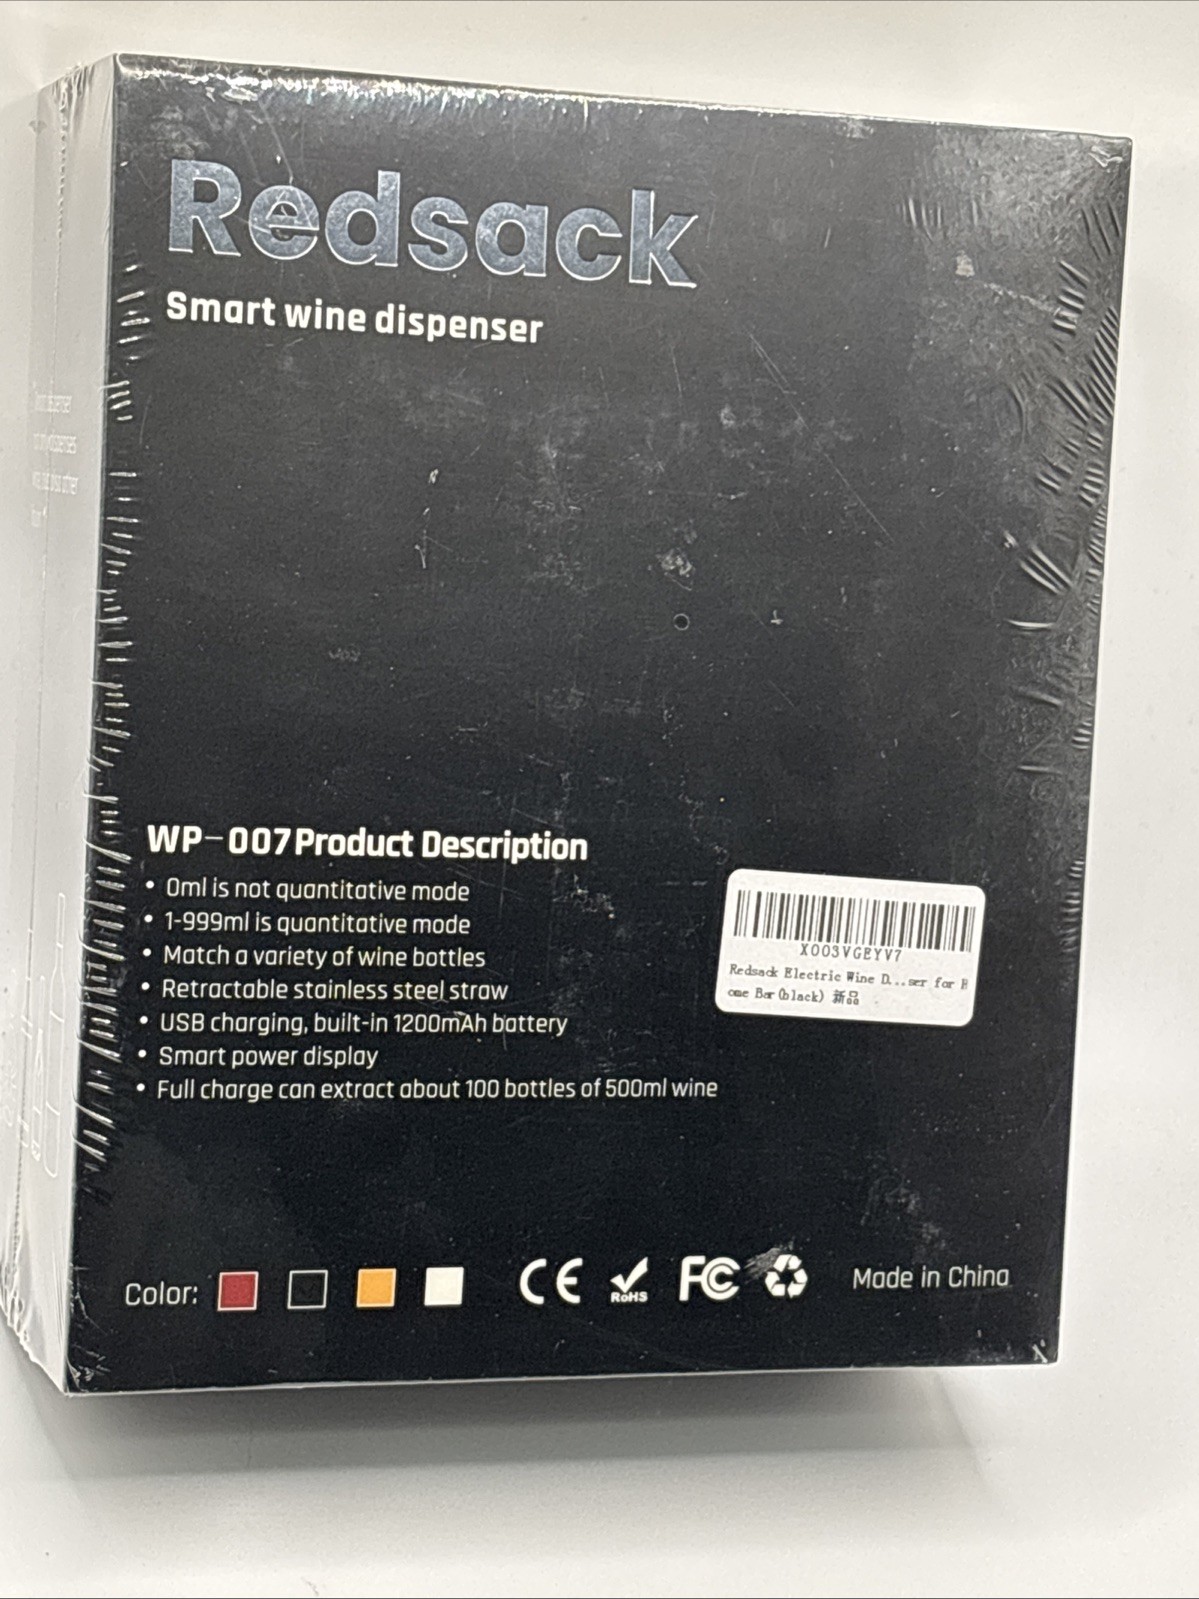 Redsack
Smart wine dispenser
WP-007 Product Description
• 0ml is not quantitative mode
• 1-999ml is quantitative mode
• Match a variety of wine bottles
• Retractable stainless steel straw
• USB charging, built-in 1200mAh battery
• Smart power display
• Full charge can extract about 100 bottles of 500ml wine
X003VGEYV7
Redsack Electric Wine D...ser for H
ome Bar (black) 新品
Color:
CE
RoHS
FC
Made in China